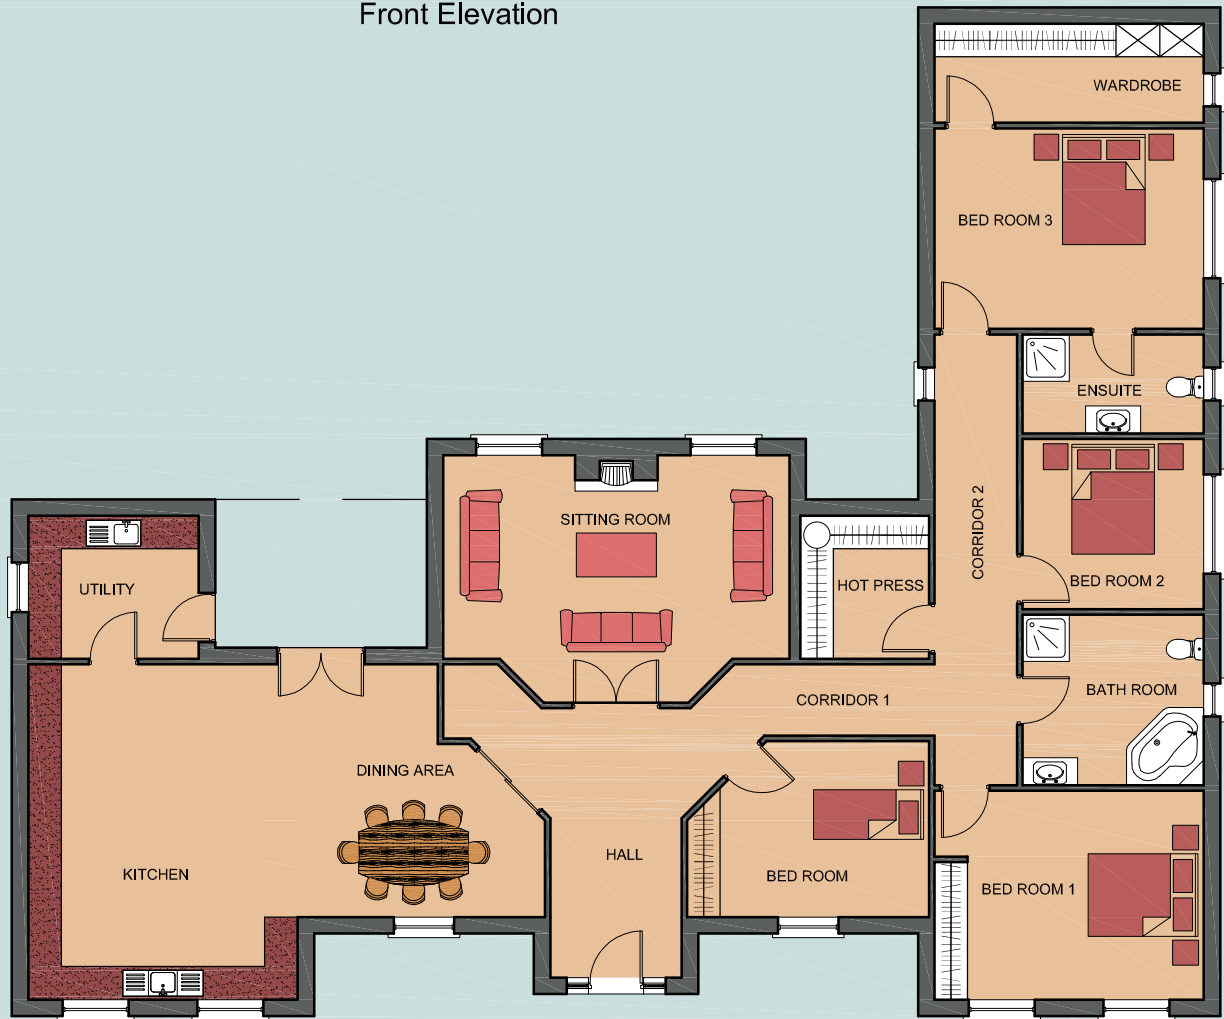 Front Elevation
WARDROBE
BED ROOM 3
ENSUITE
SITTING ROOM
CORRIDOR 2
UTILITY
HOT PRESS
BED ROOM 2
BATH ROOM
CORRIDOR 1
DINING AREA
HALL
KITCHEN
BED ROOM
BED ROOM 1